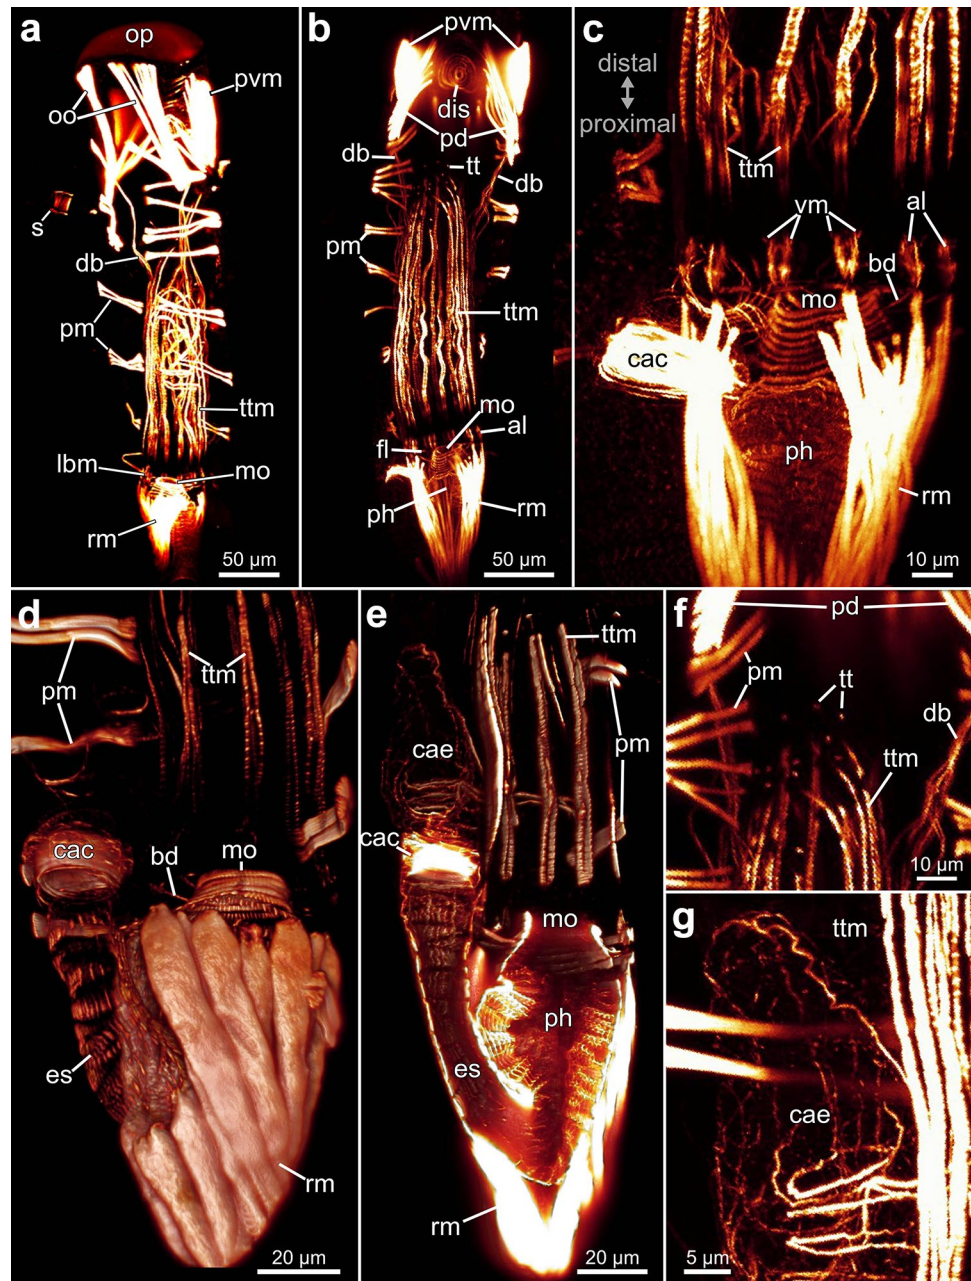 a
op
oo
pvm
s
db
pm
ttm
lbm
mo
rm
50 µm
b
pvm
dis
pd
db
tt
db
pm
ttm
mo
al
fl
ph
rm
50 µm
c
distal
proximal
ttm
vm
al
bd
mo
cac
ph
rm
10 µm
d
pm
ttm
cac
bd
mo
es
rm
20 µm
e
ttm
cae
pm
cac
mo
ph
es
rm
20 µm
f
pd
pm
tt
db
ttm
10 µm
g
ttm
cae
5 µm